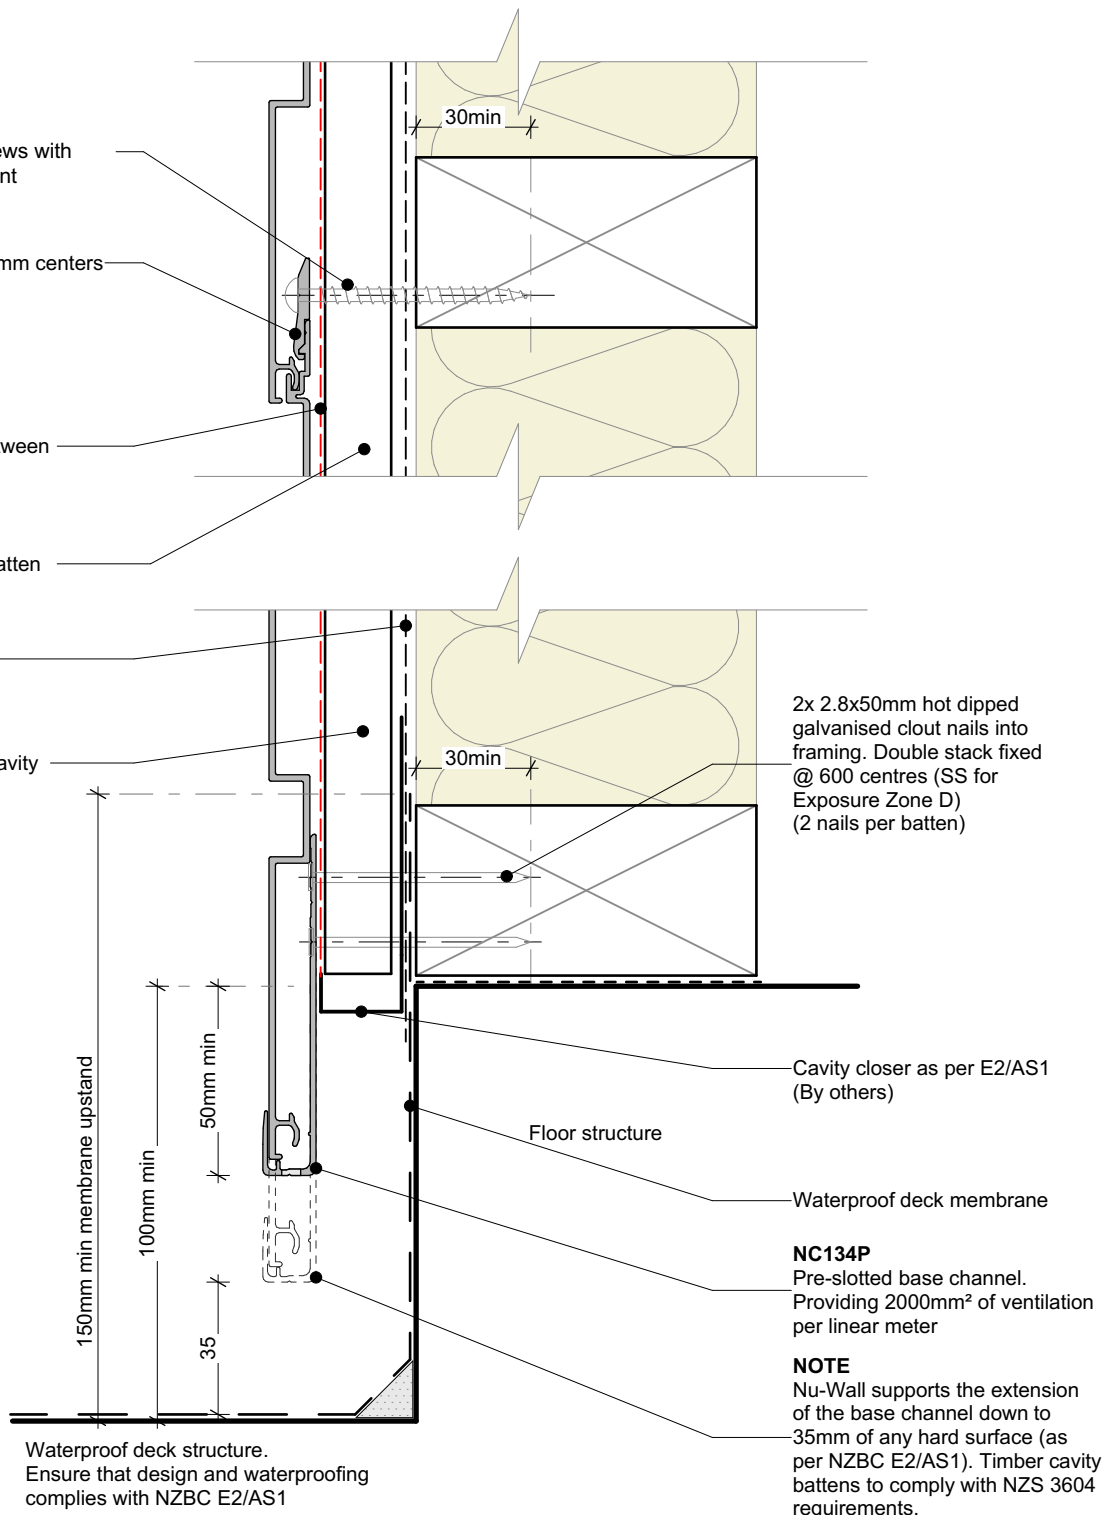 30min
ews with
nt
mm centers
tween
atten
avity
30min
2x 2.8x50mm hot dipped
galvanised clout nails into
framing. Double stack fixed
@ 600 centres (SS for
Exposure Zone D)
(2 nails per batten)
150mm min membrane upstand
100mm min
50mm min
35
Cavity closer as per E2/AS1
(By others)
Floor structure
Waterproof deck membrane
NC134P
Pre-slotted base channel.
Providing 2000mm² of ventilation
per linear meter
NOTE
Nu-Wall supports the extension
of the base channel down to
35mm of any hard surface (as
per NZBC E2/AS1). Timber cavity
battens to comply with NZS 3604
requirements.
Waterproof deck structure.
Ensure that design and waterproofing
complies with NZBC E2/AS1